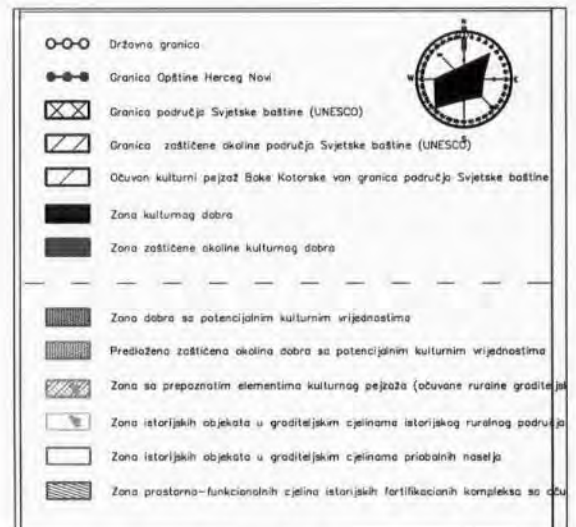 Državna granica
Granica Opštine Herceg Novi
Granica područja Svjetske baštine (UNESCO)
Granica zaštićene okoline područja Svjetske baštine (UNESCO)
Očuvan kulturni pejzaž Boke Kotorske van granica područja Svjetske baštine
Zona kulturnog dobra
Zona zaštićene okoline kulturnog dobra
Zona dobra sa potencijalnim kulturnim vrijednostima
Predložena zaštićena okolina dobra sa potencijalnim kulturnim vrijednostima
Zona sa prepoznatim elementima kulturnog pejzaža (očuvane ruralne graditeljsk
Zona istorijskih objekata u graditeljskim cjelinama istorijskog ruralnog područja
Zona istorijskih objekata u graditeljskim cjelinama priobalnih naselja
Zona prostorno-funkcionalnih cjelina istorijskih fortifikacionih kompleksa sa oču
N
W
E
S